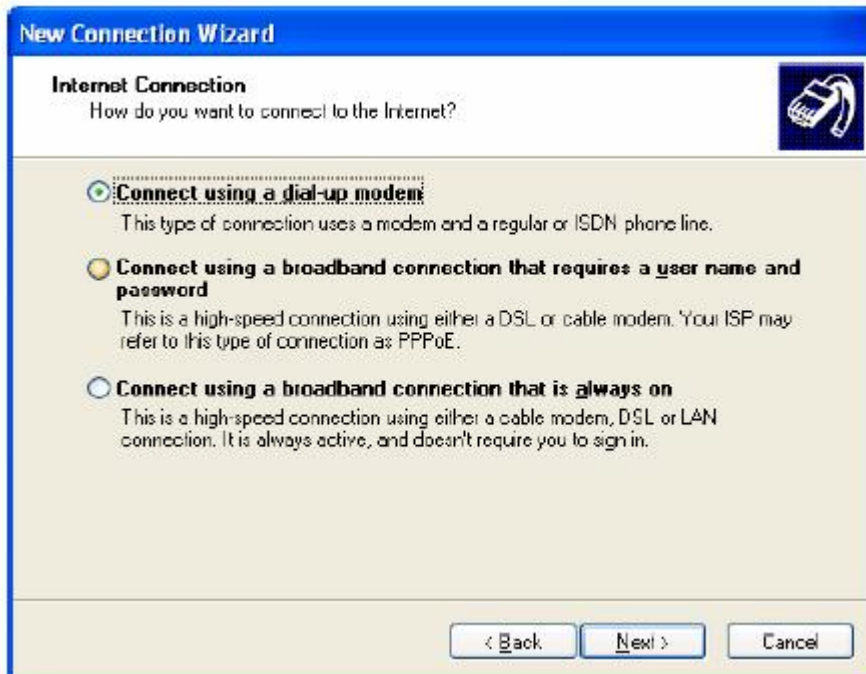 New Connection Wizard
Internet Connection
How do you want to connect to the Internet?
Connect using a dial-up modem
This type of connection uses a modem and a regular or ISDN phone line.
Connect using a broadband connection that requires a user name and
password
This is a high-speed connection using either a DSL or cable modem. Your ISP may
refer to this type of connection as PPPoE.
Connect using a broadband connection that is always on
This is a high-speed connection using either a cable modem, DSL or LAN
connection. It is always active, and doesn't require you to sign in.
< Back Next > Cancel